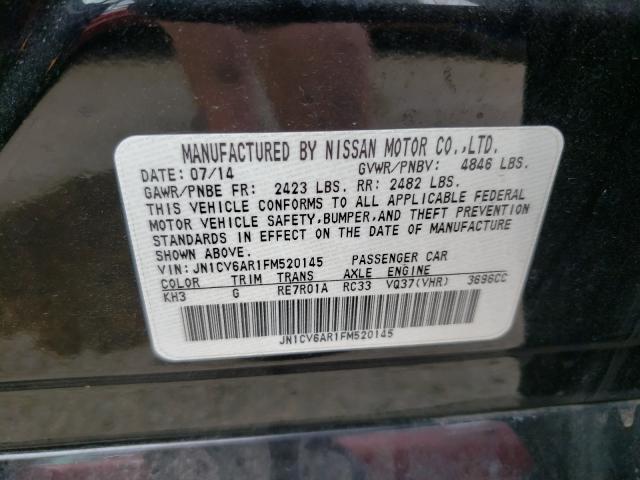 MANUFACTURED BY NISSAN MOTOR CO.,LTD.
DATE: 07/14 GVWR/PNBV: 4846 LBS.
GAWR/PNBE FR: 2423 LBS. RR: 2482 LBS.
THIS VEHICLE CONFORMS TO ALL APPLICABLE FEDERAL
MOTOR VEHICLE SAFETY,BUMPER,AND THEFT PREVENTION
STANDARDS IN EFFECT ON THE DATE OF MANUFACTURE
SHOWN ABOVE.
VIN: JN1CV6AR1FM520145 PASSENGER CAR
COLOR TRIM TRANS AXLE ENGINE
KH3 G RE7R01A RC33 VQ37(VHR) 3696CC
JN1CV6AR1FM520145